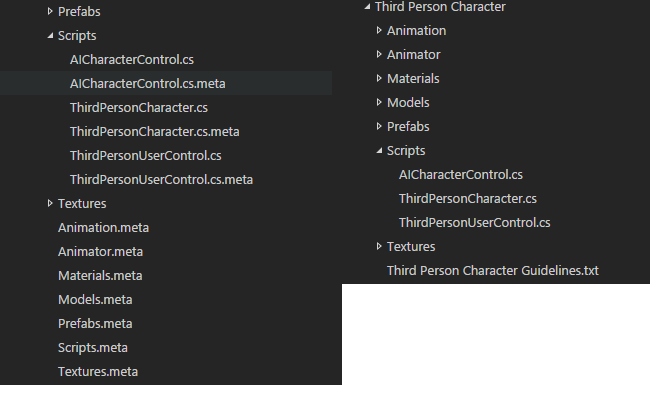 Prefabs
Scripts
AICharacterControl.cs
AICharacterControl.cs.meta
ThirdPersonCharacter.cs
ThirdPersonCharacter.cs.meta
ThirdPersonUserControl.cs
ThirdPersonUserControl.cs.meta
Textures
Animation.meta
Animator.meta
Materials.meta
Models.meta
Prefabs.meta
Scripts.meta
Textures.meta
Third Person Character
Animation
Animator
Materials
Models
Prefabs
Scripts
AICharacterControl.cs
ThirdPersonCharacter.cs
ThirdPersonUserControl.cs
Textures
Third Person Character Guidelines.txt